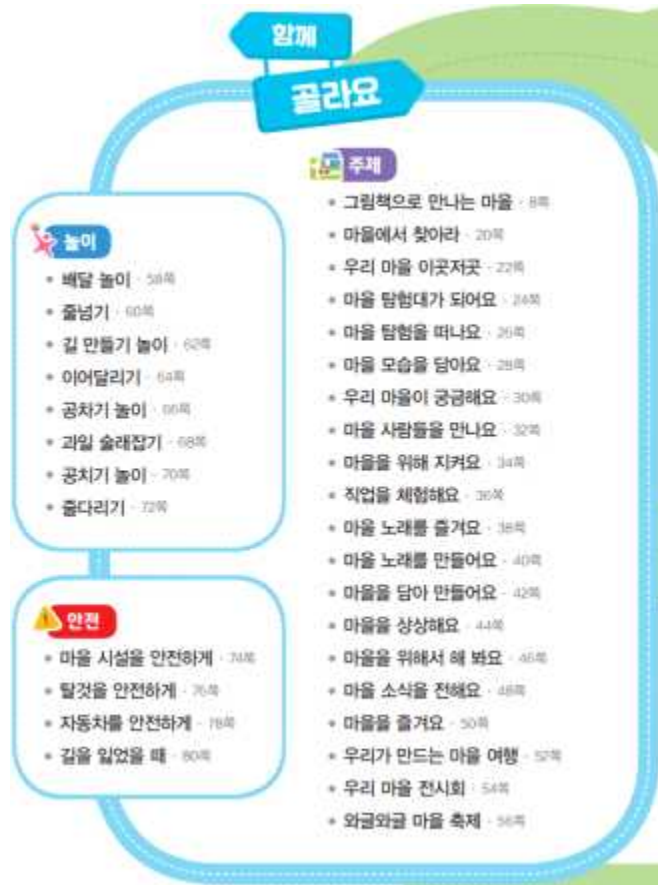 함께
골라요
놀이
배달 놀이 · 58쪽
줄넘기 · 60쪽
길 만들기 놀이 · 62쪽
이어달리기 · 64쪽
공차기 놀이 · 66쪽
과일 술래잡기 · 68쪽
공치기 놀이 · 70쪽
줄다리기 · 72쪽
안전
마을 시설을 안전하게 · 74쪽
탈것을 안전하게 · 76쪽
자동차를 안전하게 · 78쪽
길을 잃었을 때 · 80쪽
주제
그림책으로 만나는 마을 · 8쪽
마을에서 찾아라 · 20쪽
우리 마을 이곳저곳 · 22쪽
마을 탐험대가 되어요 · 24쪽
마을 탐험을 떠나요 · 26쪽
마을 모습을 담아요 · 28쪽
우리 마을이 궁금해요 · 30쪽
마을 사람들을 만나요 · 32쪽
마을을 위해 지켜요 · 34쪽
직업을 체험해요 · 36쪽
마을 노래를 즐겨요 · 38쪽
마을 노래를 만들어요 · 40쪽
마을을 담아 만들어요 · 42쪽
마을을 상상해요 · 44쪽
마을을 위해서 해 봐요 · 46쪽
마을 소식을 전해요 · 48쪽
마을을 즐겨요 · 50쪽
우리가 만드는 마을 여행 · 52쪽
우리 마을 전시회 · 54쪽
와글와글 마을 축제 · 56쪽